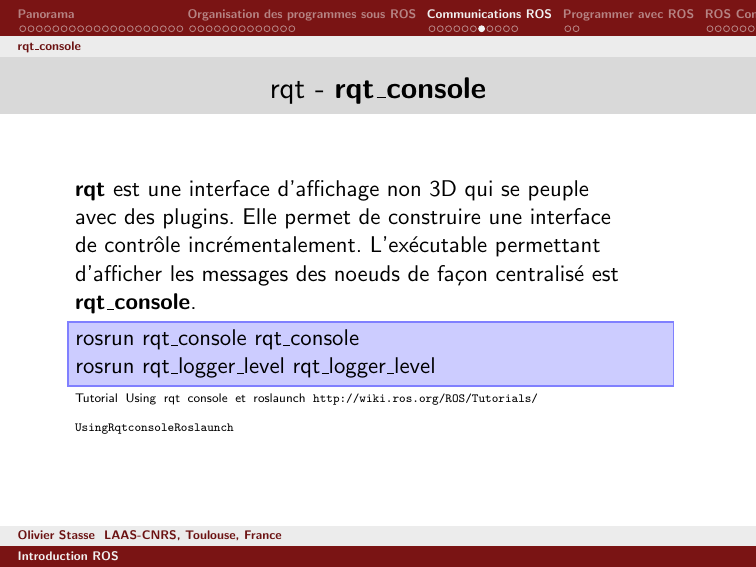 Panorama Organisation des programmes sous ROS Communications ROS Programmer avec ROS ROS Con
rqt_console
rqt - rqt_console
rqt est une interface d'affichage non 3D qui se peuple
avec des plugins. Elle permet de construire une interface
de contrôle incrémentalement. L'exécutable permettant
d'afficher les messages des noeuds de façon centralisé est
rqt_console.
rosrun rqt_console rqt_console
rosrun rqt_logger_level rqt_logger_level
Tutorial Using rqt console et roslaunch http://wiki.ros.org/ROS/Tutorials/
UsingRqtconsoleRoslaunch
Olivier Stasse LAAS-CNRS, Toulouse, France
Introduction ROS